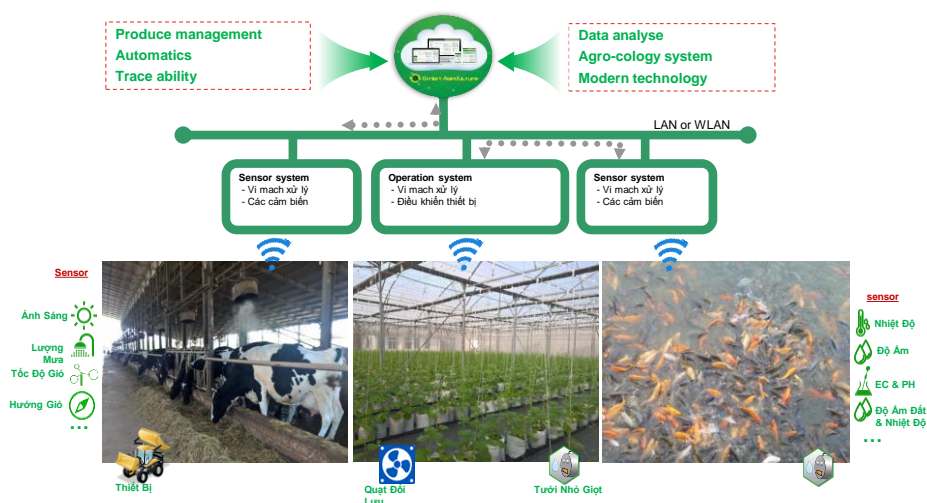 Produce management
Automatics
Trace ability
Data analyse
Agro-cology system
Modern technology
LAN or WLAN
Sensor system
- Vi mach xử lý
- Các cảm biến
Operation system
- Vi mạch xử lý
- Điều khiển thiết bị
Sensor system
- Vi mạch xử lý
- Các cảm biến
Sensor
Ánh Sáng
Lượng
Mưa
Tốc Độ Gió
Hướng Gió
...
sensor
Nhiệt Độ
Độ Ẩm
EC & PH
Độ Ẩm Đất
& Nhiệt Độ
...
Thiết Bị
Quạt Đối
Lưu
Tưới Nhỏ Giọt